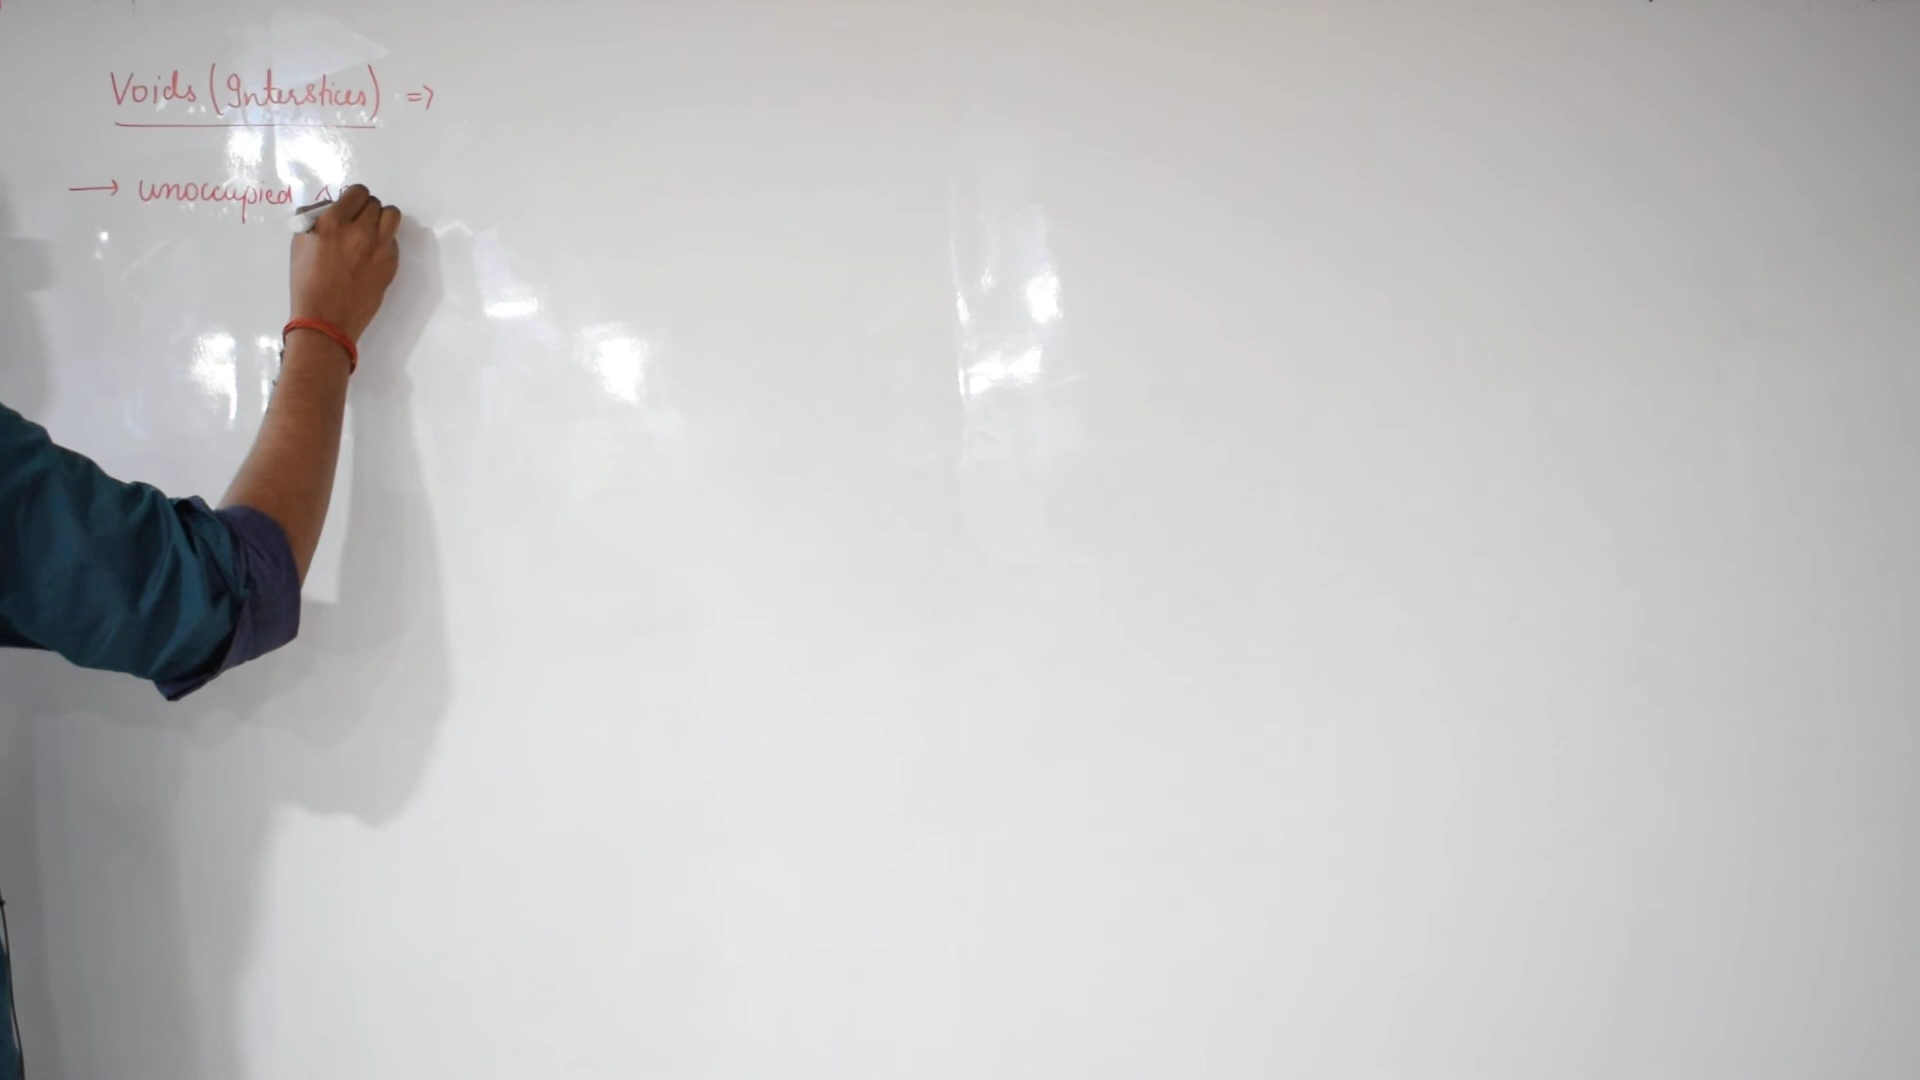 Voids (Interstices) =>
→ unoccupied